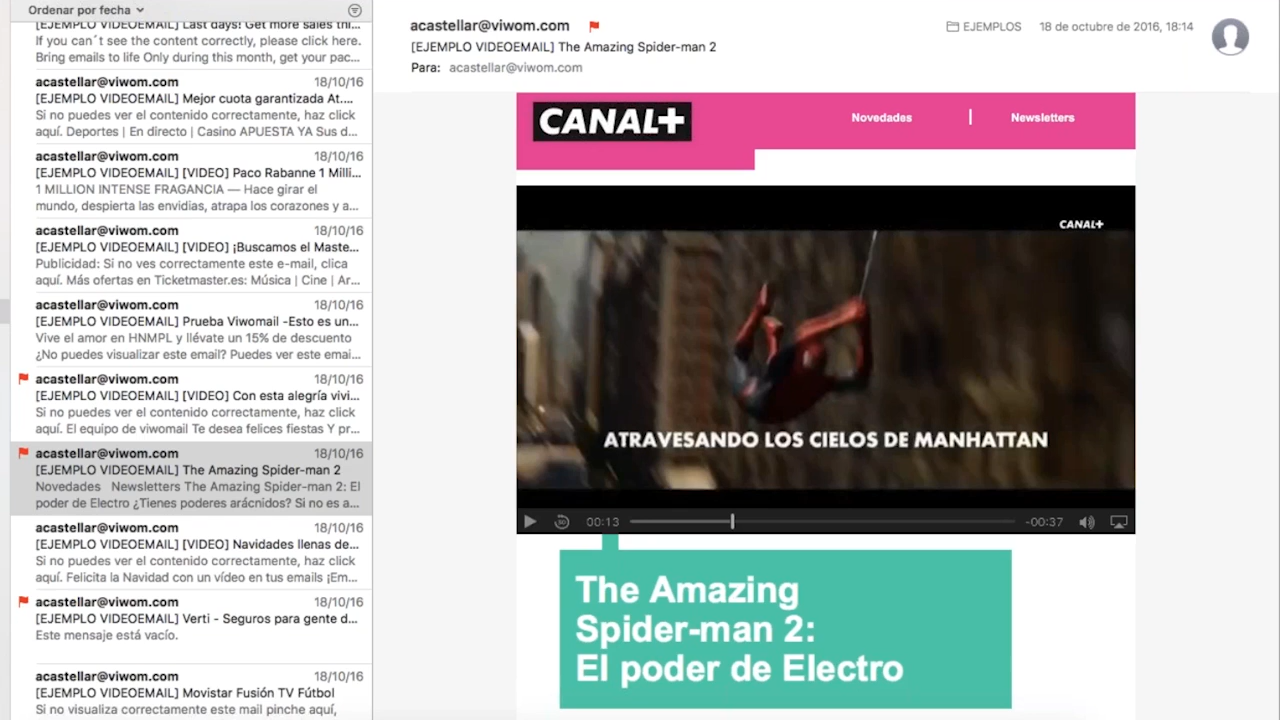 Ordenar por fecha
[EJEMPLO VIDEOEMAIL] Last days! Get more sales thi...
If you can´t see the content correctly, please click here.
Bring emails to life Only during this month, get your pac...
acastellar@viwom.com 18/10/16
[EJEMPLO VIDEOEMAIL] Mejor cuota garantizada At....
Si no puedes ver el contenido correctamente, haz click
aquí. Deportes | En directo | Casino APUESTA YA Sus d...
acastellar@viwom.com 18/10/16
[EJEMPLO VIDEOEMAIL] [VIDEO] Paco Rabanne 1 Milli...
1 MILLION INTENSE FRAGANCIA — Hace girar el
mundo, despierta las envidias, atrapa los corazones y a...
acastellar@viwom.com 18/10/16
[EJEMPLO VIDEOEMAIL] [VIDEO] ¡Buscamos el Maste...
Publicidad: Si no ves correctamente este e-mail, clica
aquí. Más ofertas en Ticketmaster.es: Música | Cine | Ar...
acastellar@viwom.com 18/10/16
[EJEMPLO VIDEOEMAIL] Prueba Viwomail -Esto es un...
Vive el amor en HNMPL y llévate un 15% de descuento
¿No puedes visualizar este email? Puedes ver este emai...
acastellar@viwom.com 18/10/16
[EJEMPLO VIDEOEMAIL] [VIDEO] Con esta alegría vivi...
Si no puedes ver el contenido correctamente, haz click
aquí. El equipo de viwomail Te desea felices fiestas Y pr...
acastellar@viwom.com 18/10/16
[EJEMPLO VIDEOEMAIL] The Amazing Spider-man 2
Novedades Newsletters The Amazing Spider-man 2: El
poder de Electro ¿Tienes poderes arácnidos? Si no es a...
acastellar@viwom.com 18/10/16
[EJEMPLO VIDEOEMAIL] [VIDEO] Navidades llenas de...
Si no puedes ver el contenido correctamente, haz click
aquí. Felicita la Navidad con un vídeo en tus emails ¡Em...
acastellar@viwom.com 18/10/16
[EJEMPLO VIDEOEMAIL] Verti - Seguros para gente d...
Este mensaje está vacío.
acastellar@viwom.com 18/10/16
[EJEMPLO VIDEOEMAIL] Movistar Fusión TV Fútbol
Si no visualiza correctamente este mail pinche aquí,
acastellar@viwom.com EJEMPLOS 18 de octubre de 2016, 18:14
[EJEMPLO VIDEOEMAIL] The Amazing Spider-man 2
Para: acastellar@viwom.com
CANAL+ Novedades | Newsletters
CANAL+
ATRAVESANDO LOS CIELOS DE MANHATTAN
30 00:13 -00:37
The Amazing
Spider-man 2:
El poder de Electro